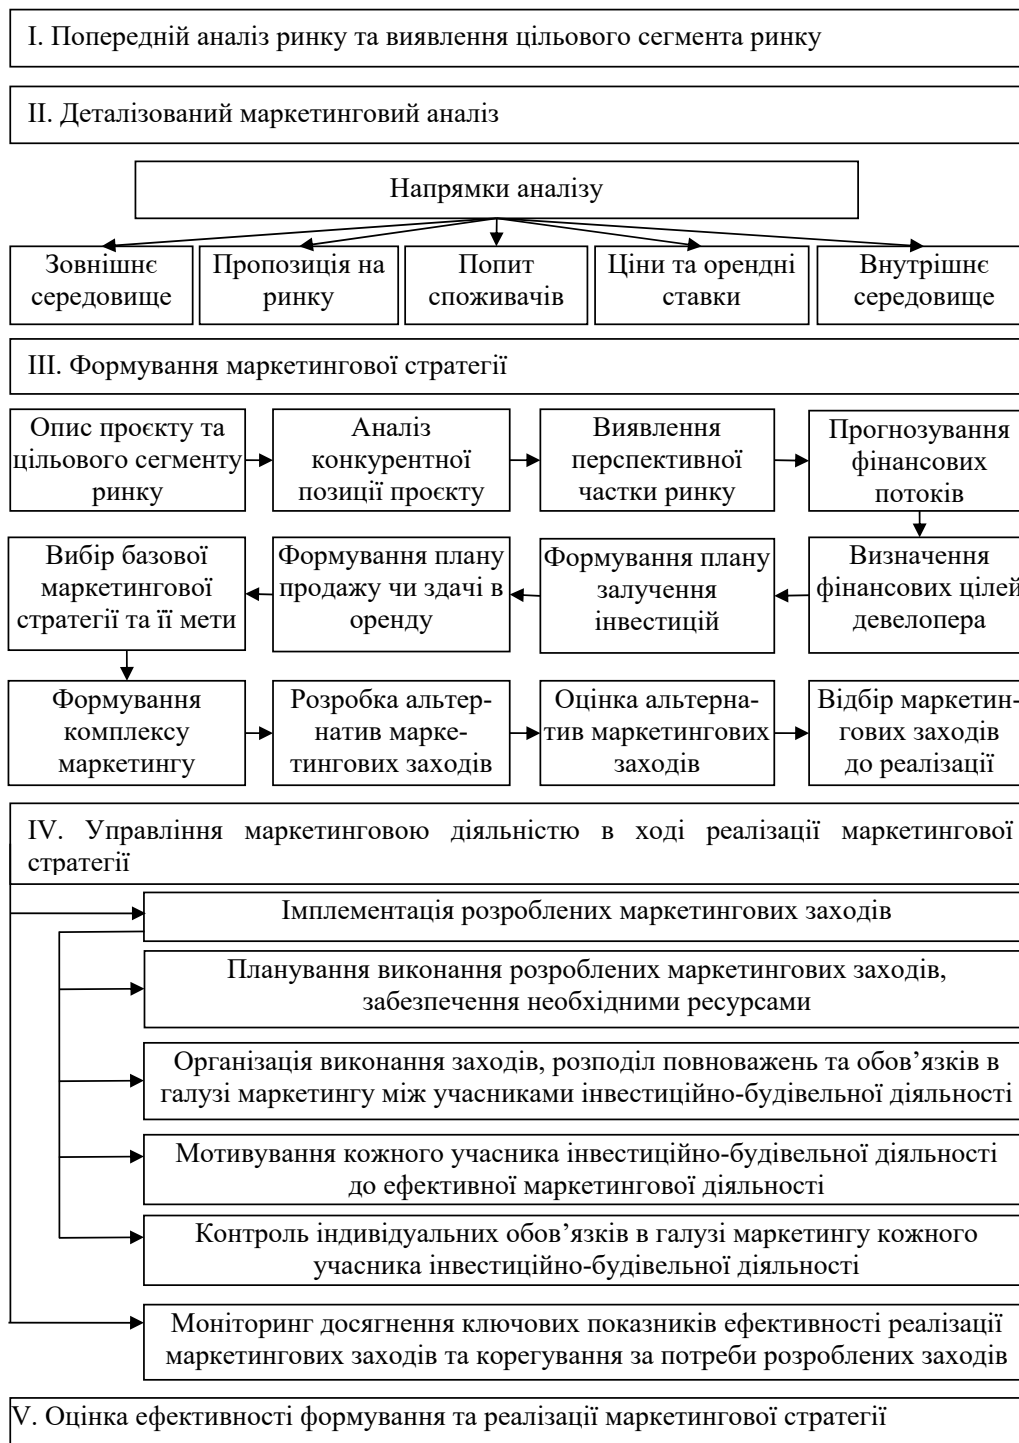 I. Попередній аналіз ринку та виявлення цільового сегмента ринку
II. Деталізований маркетинговий аналіз
Напрямки аналізу
Зовнішнє
середовище
Пропозиція на
ринку
Попит
споживачів
Ціни та орендні
ставки
Внутрішнє
середовище
III. Формування маркетингової стратегії
Опис проєкту та
цільового сегменту
ринку
Аналіз
конкурентної
позиції проєкту
Виявлення
перспективної
частки ринку
Прогнозування
фінансових
потоків
Вибір базової
маркетингової
стратегії та її мети
Формування плану
продажу чи здачі в
оренду
Формування плану
залучення
інвестицій
Визначення
фінансових цілей
девелопера
Формування
комплексу
маркетингу
Розробка альтер-
натив марке-
тингових заходів
Оцінка альтерна-
тив маркетингових
заходів
Відбір маркетин-
гових заходів
до реалізації
IV. Управління маркетинговою діяльністю в ході реалізації маркетингової
стратегії
Імплементація розроблених маркетингових заходів
Планування виконання розроблених маркетингових заходів,
забезпечення необхідними ресурсами
Організація виконання заходів, розподіл повноважень та обов’язків в
галузі маркетингу між учасниками інвестиційно-будівельної діяльності
Мотивування кожного учасника інвестиційно-будівельної діяльності
до ефективної маркетингової діяльності
Контроль індивідуальних обов’язків в галузі маркетингу кожного
учасника інвестиційно-будівельної діяльності
Моніторинг досягнення ключових показників ефективності реалізації
маркетингових заходів та корегування за потреби розроблених заходів
V. Оцінка ефективності формування та реалізації маркетингової стратегії